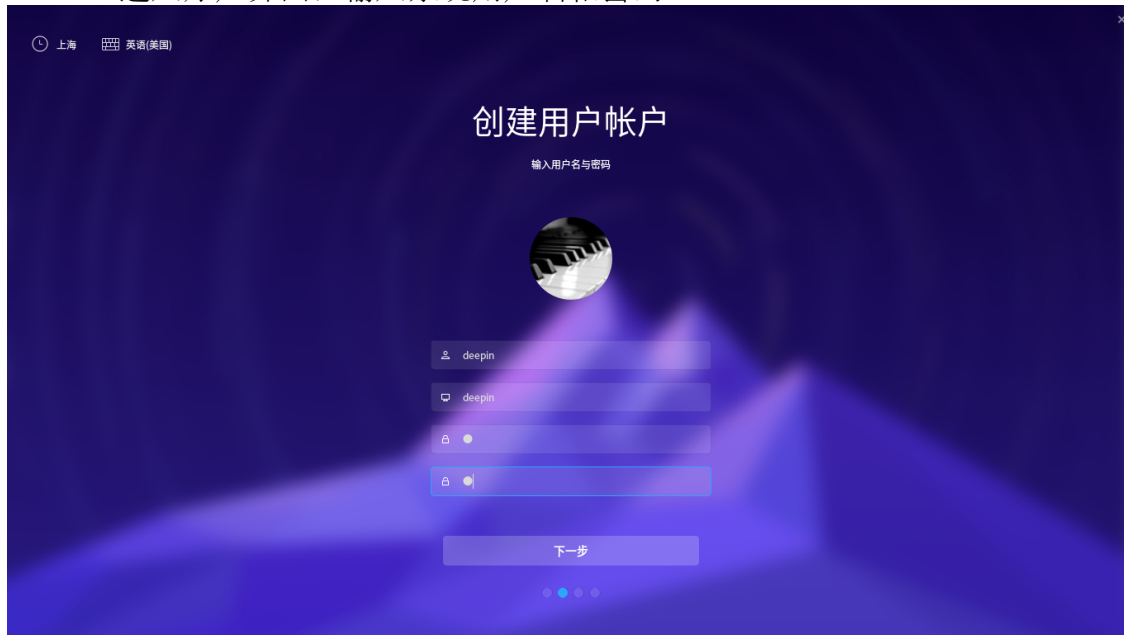 上海 英语(美国)
创建用户帐户
输入用户名与密码
deepin
deepin
下一步